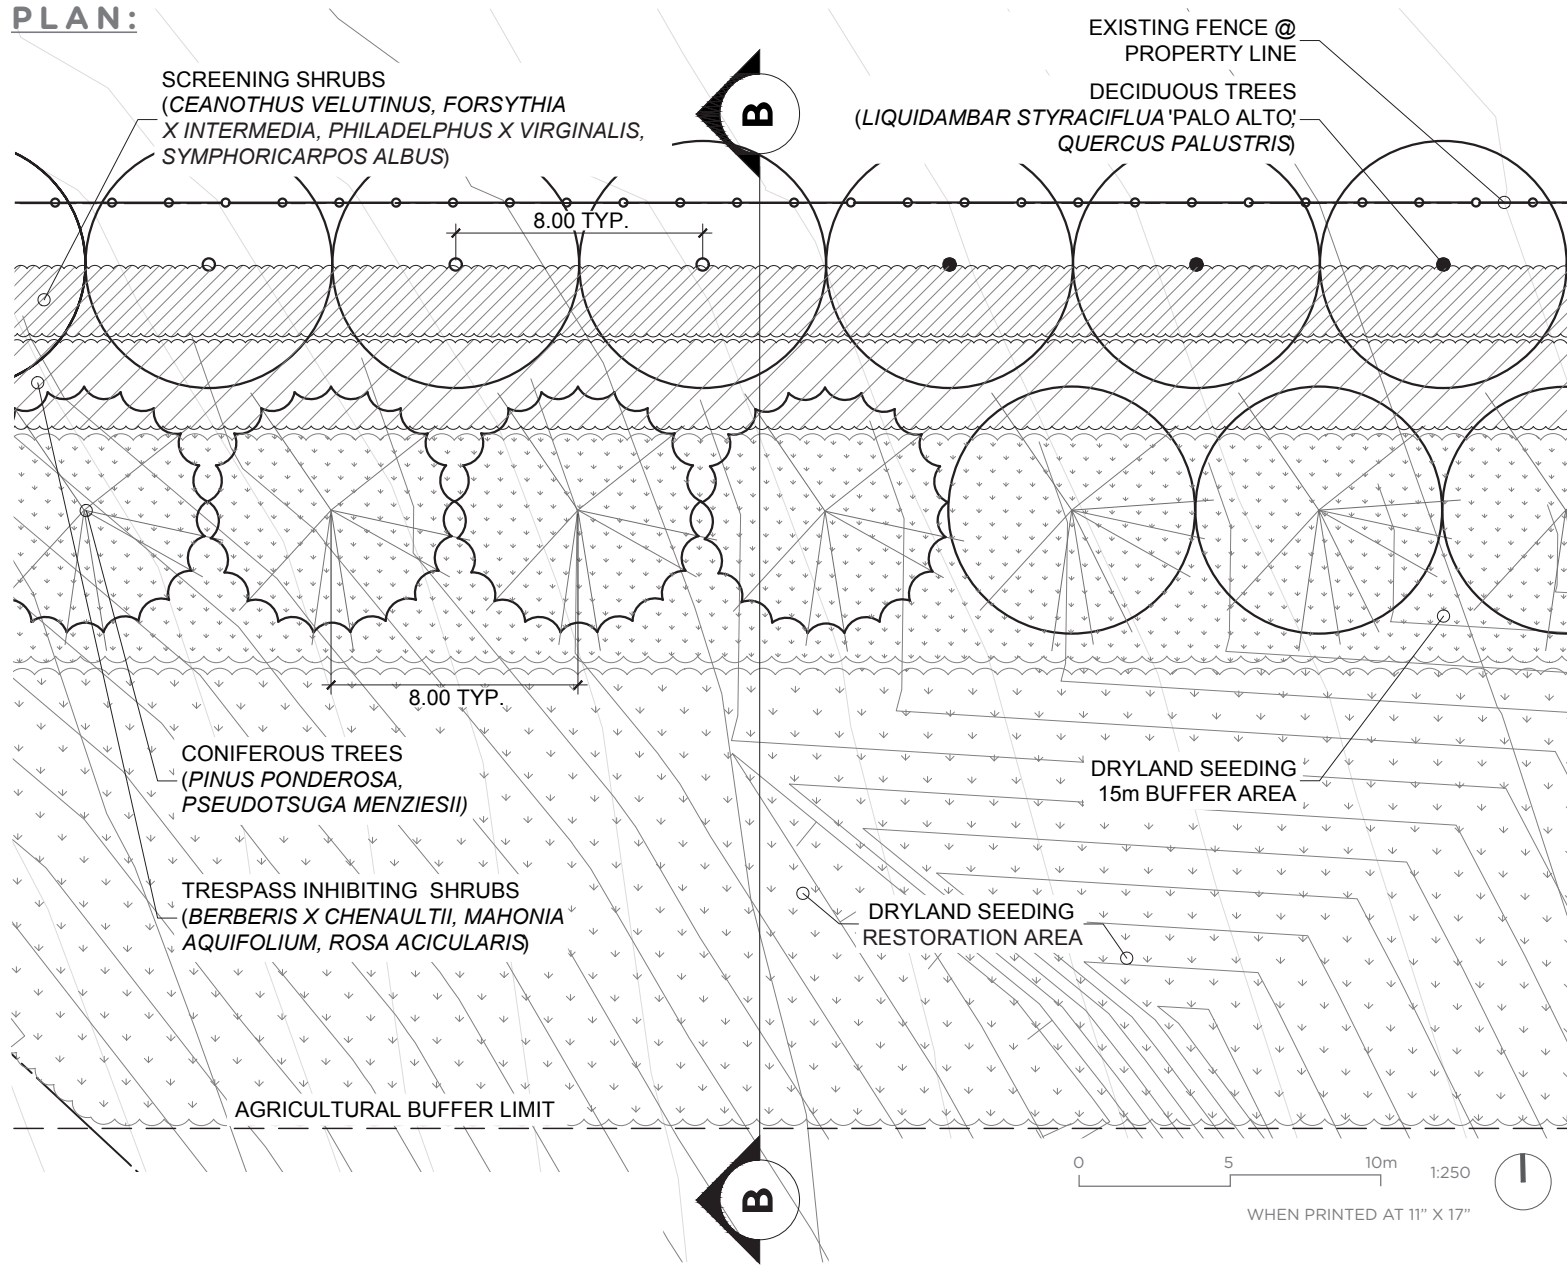 PLAN:
EXISTING FENCE @
PROPERTY LINE
SCREENING SHRUBS
(CEANOTHUS VELUTINUS, FORSYTHIA
X INTERMEDIA, PHILADELPHUS X VIRGINALIS,
SYMPHORICARPOS ALBUS)
B
DECIDUOUS TREES
(LIQUIDAMBAR STYRACIFLUA 'PALO ALTO',
QUERCUS PALUSTRIS)
8.00 TYP.
8.00 TYP.
CONIFEROUS TREES
(PINUS PONDEROSA,
PSEUDOTSUGA MENZIESII)
DRYLAND SEEDING
15m BUFFER AREA
TRESPASS INHIBITING SHRUBS
(BERBERIS X CHENAULTII, MAHONIA
AQUIFOLIUM, ROSA ACICULARIS)
DRYLAND SEEDING
RESTORATION AREA
AGRICULTURAL BUFFER LIMIT
B
0 5 10m
1:250
WHEN PRINTED AT 11" X 17"